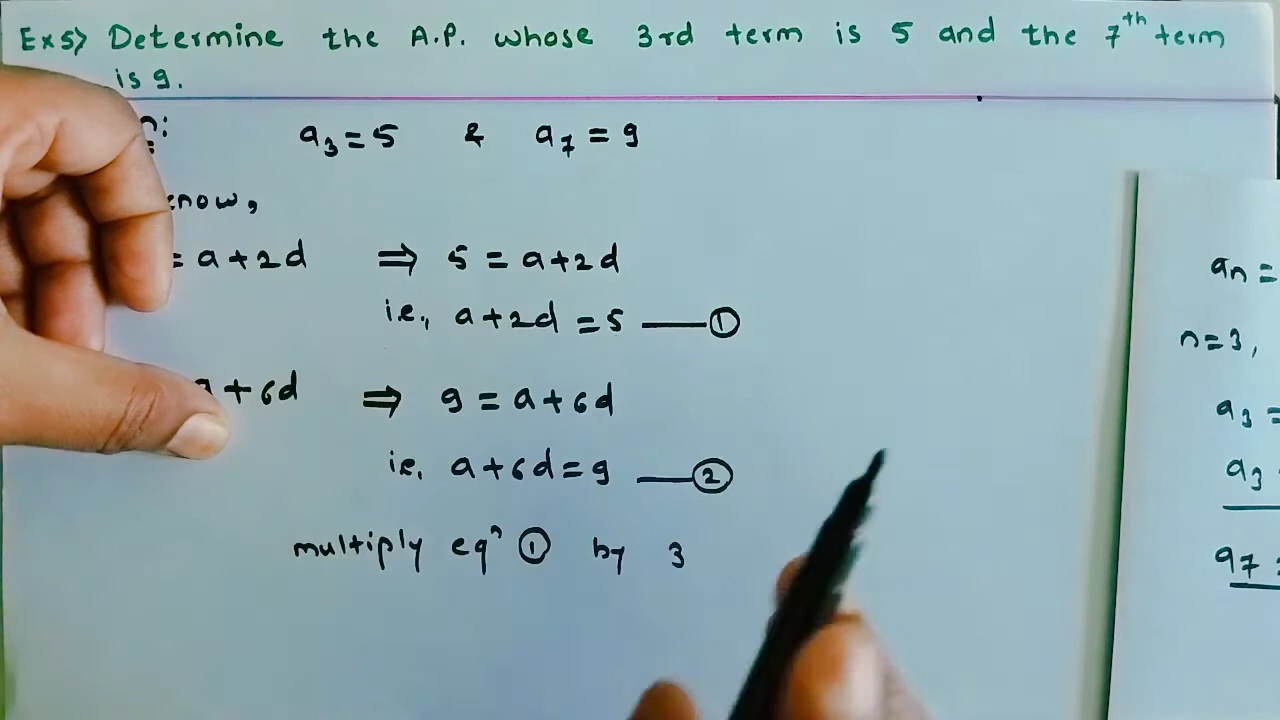 Ex5) Determine the A.P. whose 3rd term is 5 and the 7th term
is 9.
a3 = 5 & a7 = 9
= a+2d ⇒ 5 = a+2d
i.e., a+2d = 5 —— ①
a+6d ⇒ 9 = a+6d
ie, a+6d = 9 —— ②
multiply eqn ① by 3
an =
n=3,
a3 =
a3
a7